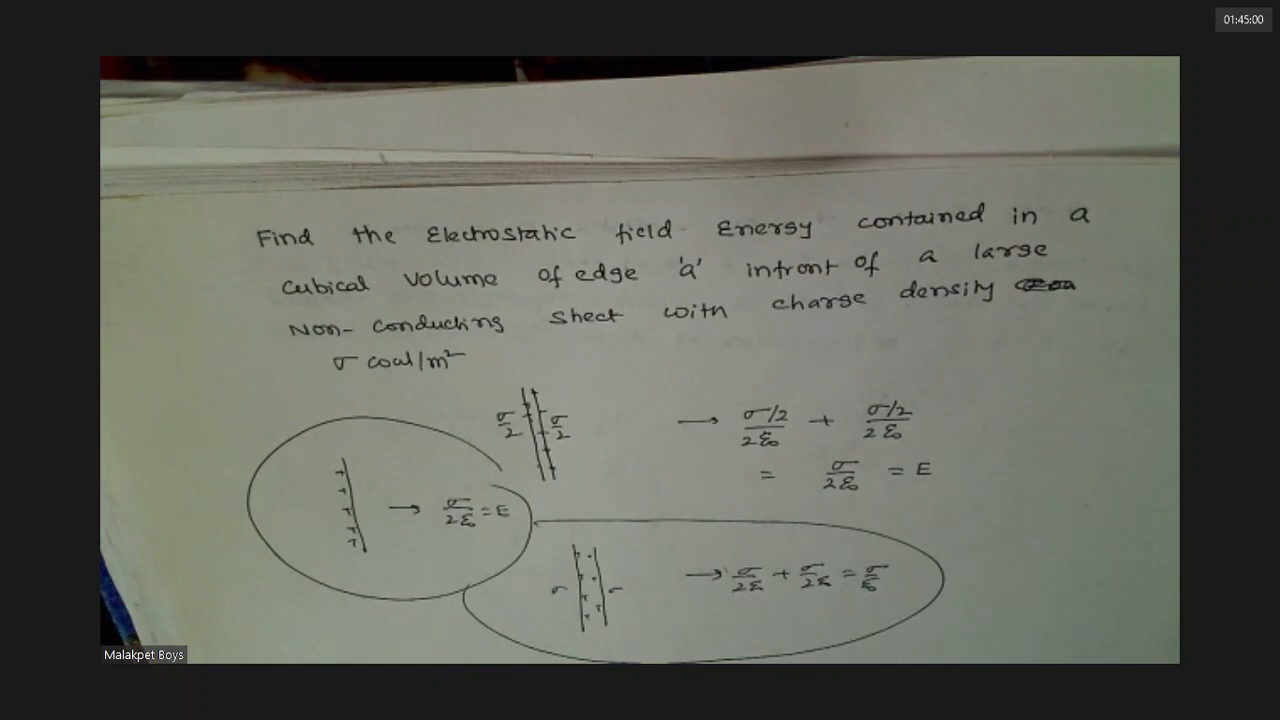 01:45:00
Find the Electrostatic field Energy contained in a
cubical volume of edge 'a' infront of a large
Non-conducting sheet with charge density
σ coul/m²
σ/2 σ/2 → (σ/2)/(2ε₀) + (σ/2)/(2ε₀)
= σ/2ε₀ = E
→ σ/2ε₀ = E
σ σ → σ/2ε₀ + σ/2ε₀ = σ/ε₀
Malakpet Boys